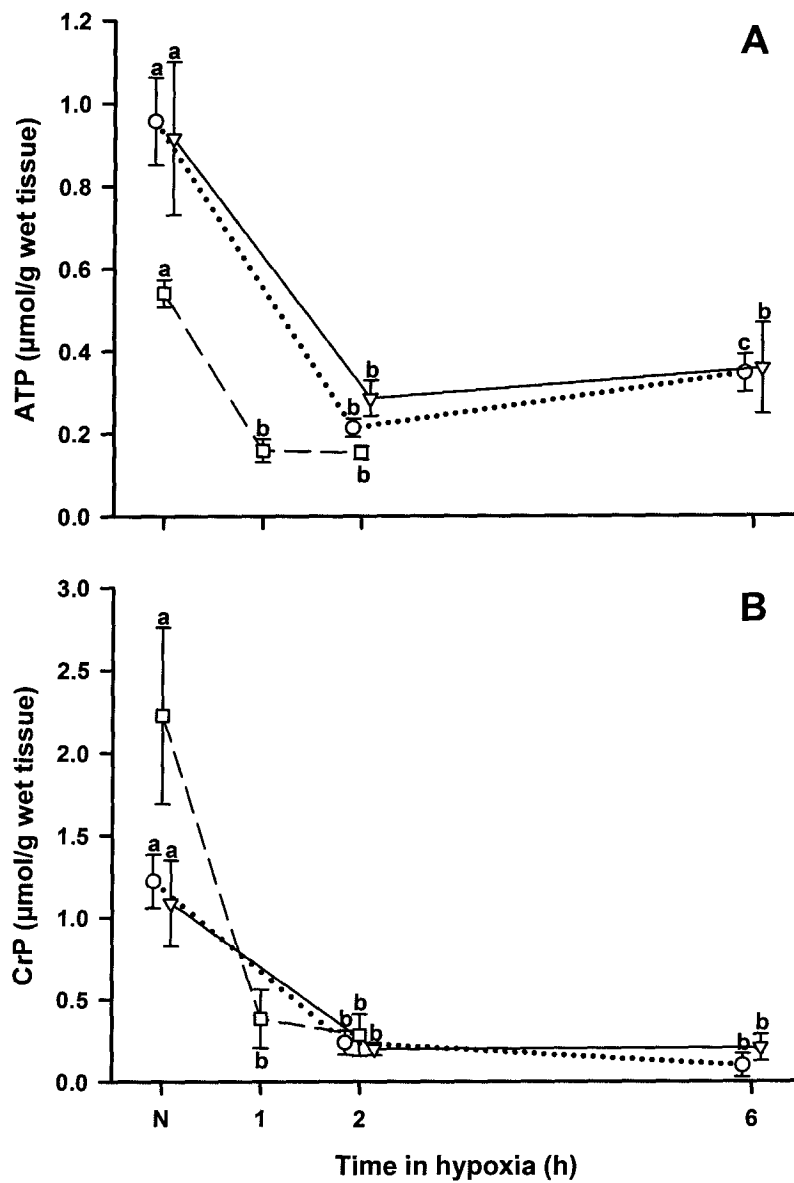 A
ATP (µmol/g wet tissue)
1.2
1.0
0.8
0.6
0.4
0.2
0.0
a a
a
b
b
b
b
c
b
B
CrP (µmol/g wet tissue)
3.0
2.5
2.0
1.5
1.0
0.5
0.0
a
a a
b
b
b
b
b
b
N 1 2 6
Time in hypoxia (h)